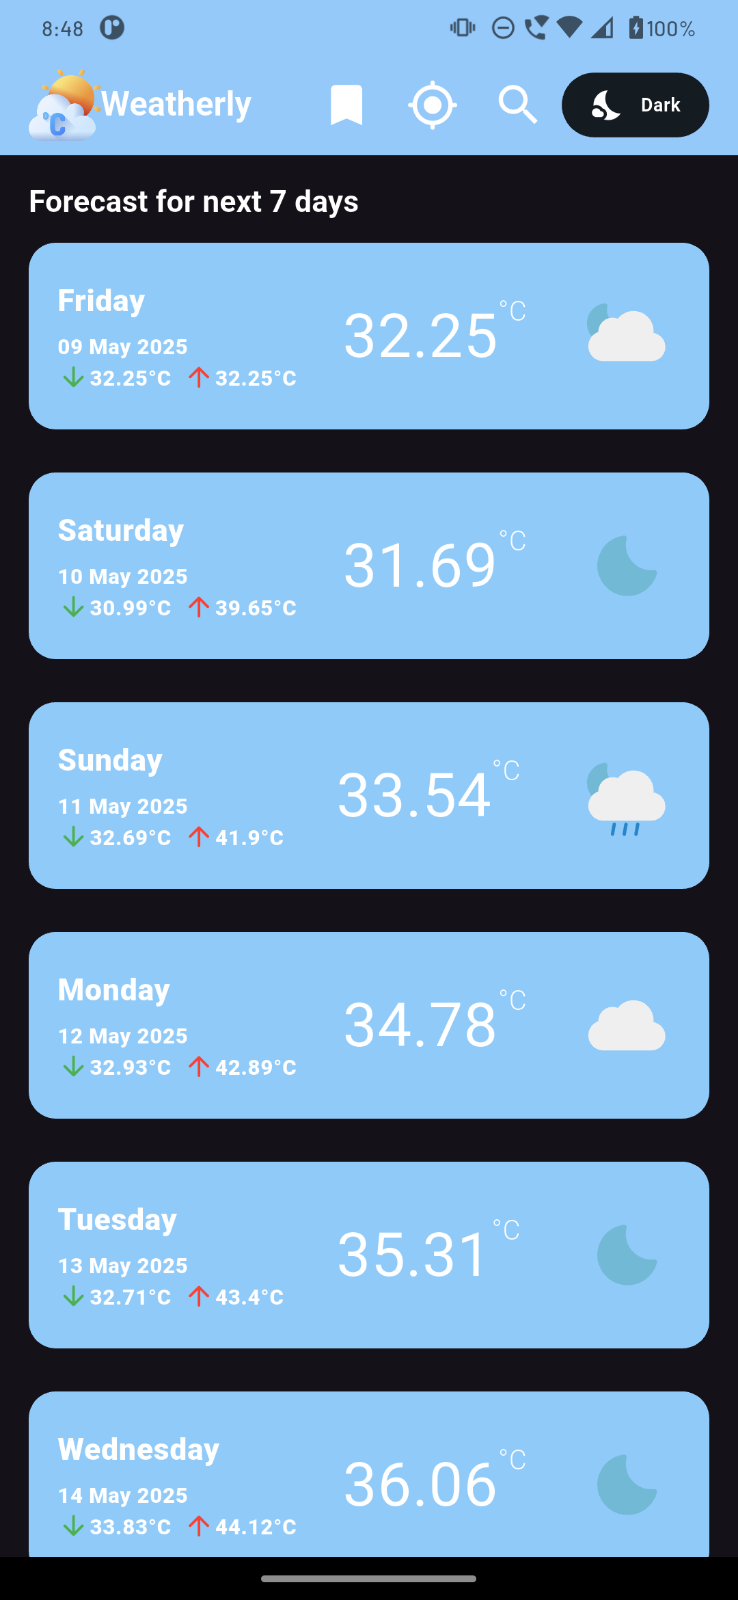 8:48 100%
°C
Weatherly Dark
Forecast for next 7 days
Friday
09 May 2025
32.25°C 32.25°C
32.25°C
Saturday
10 May 2025
30.99°C 39.65°C
31.69°C
Sunday
11 May 2025
32.69°C 41.9°C
33.54°C
Monday
12 May 2025
32.93°C 42.89°C
34.78°C
Tuesday
13 May 2025
32.71°C 43.4°C
35.31°C
Wednesday
14 May 2025
33.83°C 44.12°C
36.06°C